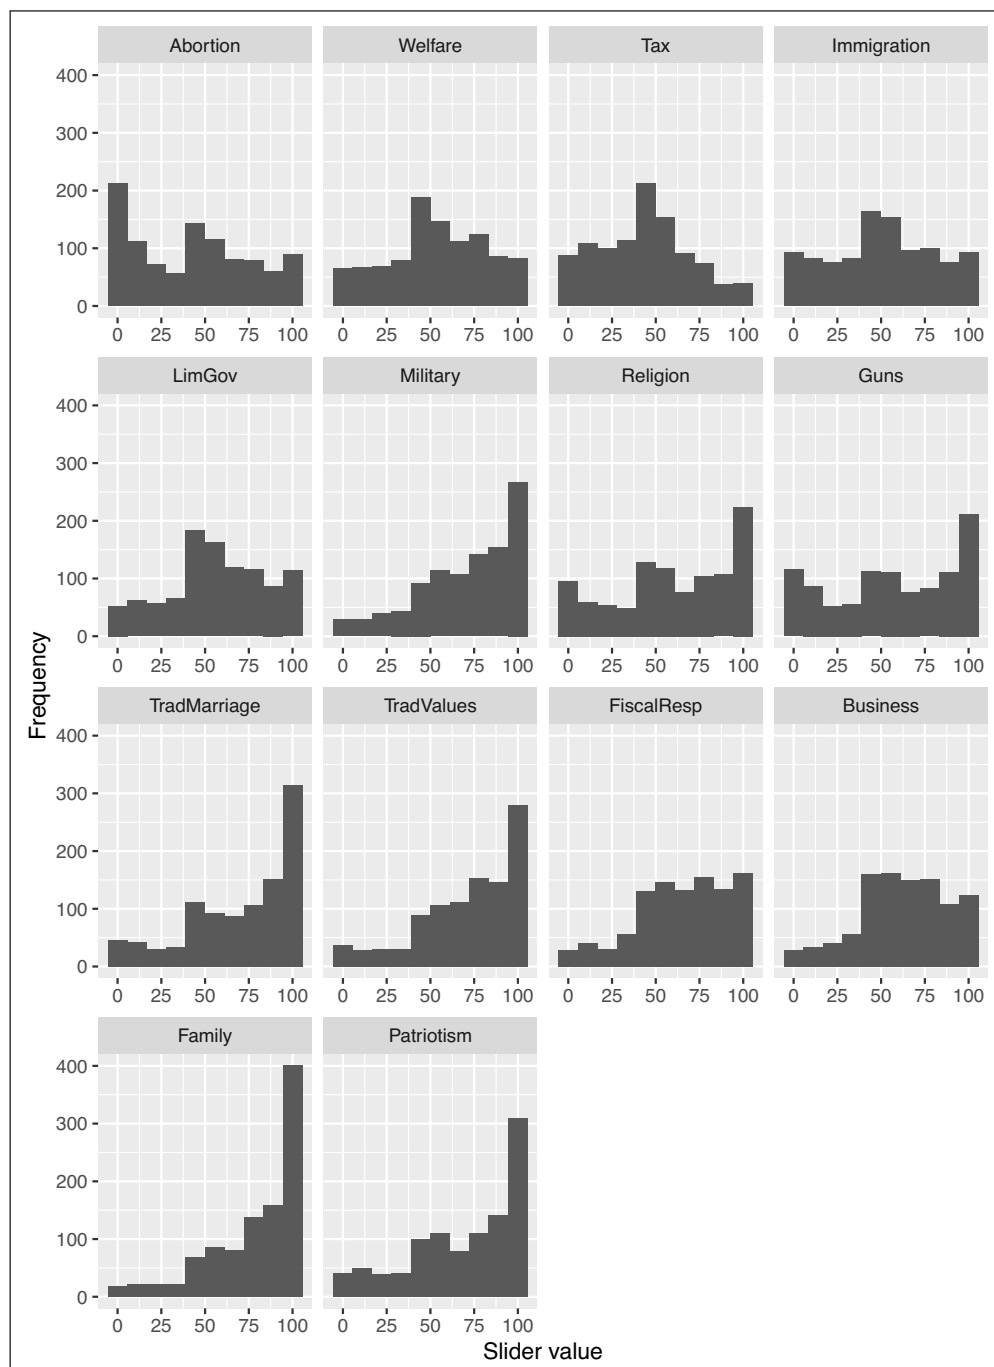 Abortion Welfare Tax Immigration
400
300
200
100
0
0 25 50 75 100 0 25 50 75 100 0 25 50 75 100 0 25 50 75 100
LimGov Military Religion Guns
400
300
200
100
0
0 25 50 75 100 0 25 50 75 100 0 25 50 75 100 0 25 50 75 100
Frequency
TradMarriage TradValues FiscalResp Business
400
300
200
100
0
0 25 50 75 100 0 25 50 75 100 0 25 50 75 100 0 25 50 75 100
Family Patriotism
400
300
200
100
0
0 25 50 75 100 0 25 50 75 100
Slider value